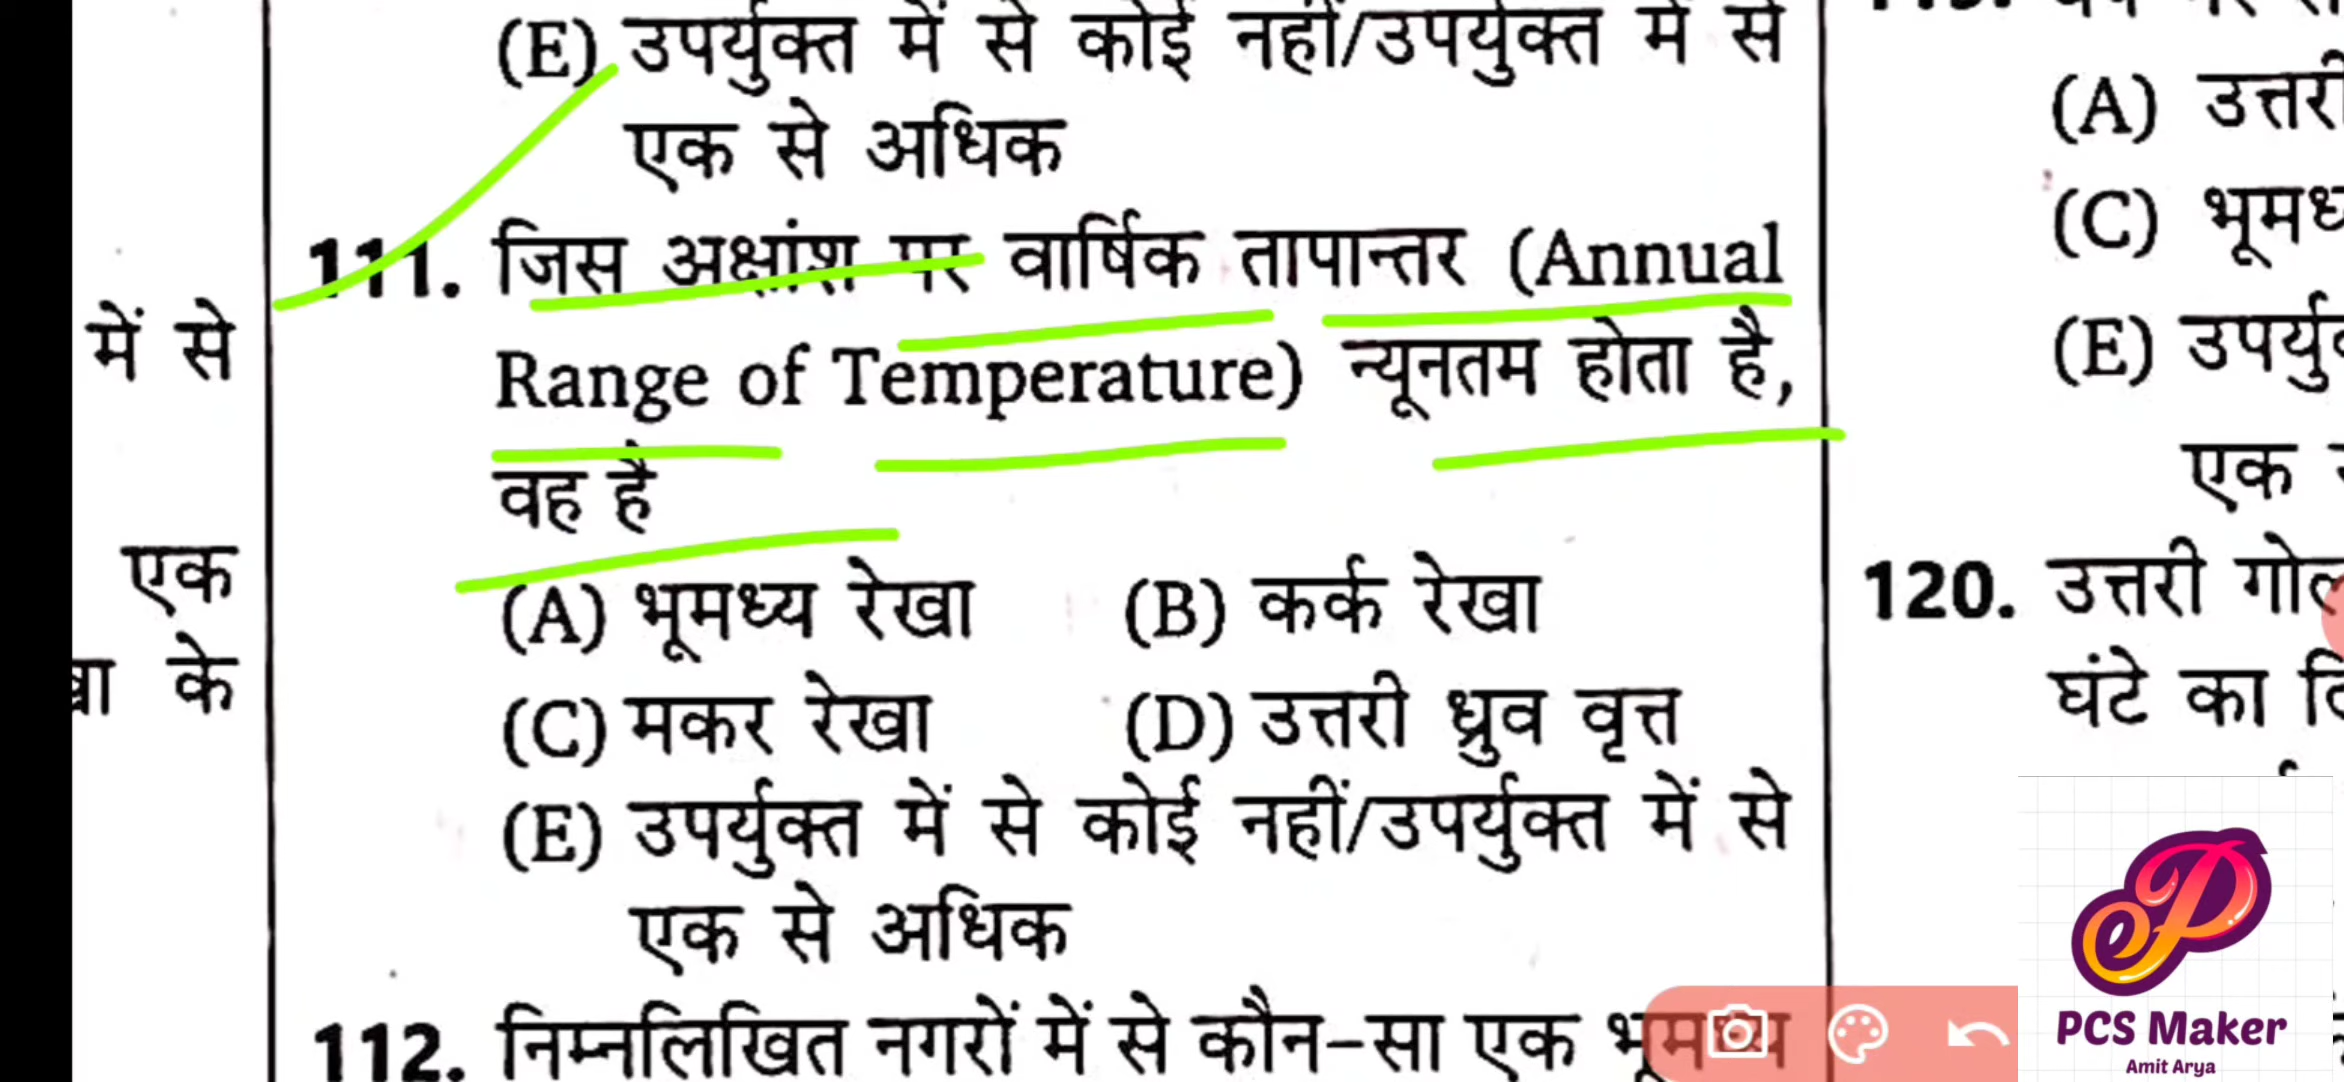 (E) उपर्युक्त में से कोई नहीं/उपर्युक्त में से
एक से अधिक
111. जिस अक्षांश पर वार्षिक तापान्तर (Annual
Range of Temperature) न्यूनतम होता है,
वह है
(A) भूमध्य रेखा (B) कर्क रेखा
(C) मकर रेखा (D) उत्तरी ध्रुव वृत्त
(E) उपर्युक्त में से कोई नहीं/उपर्युक्त में से
एक से अधिक
112. निम्नलिखित नगरों में से कौन-सा एक भूमध्य
में से
एक
के
(A) उत्तरी
(C)
(E)
एक
120. उत्तरी
घंटे का
PCS Maker
Amit Arya